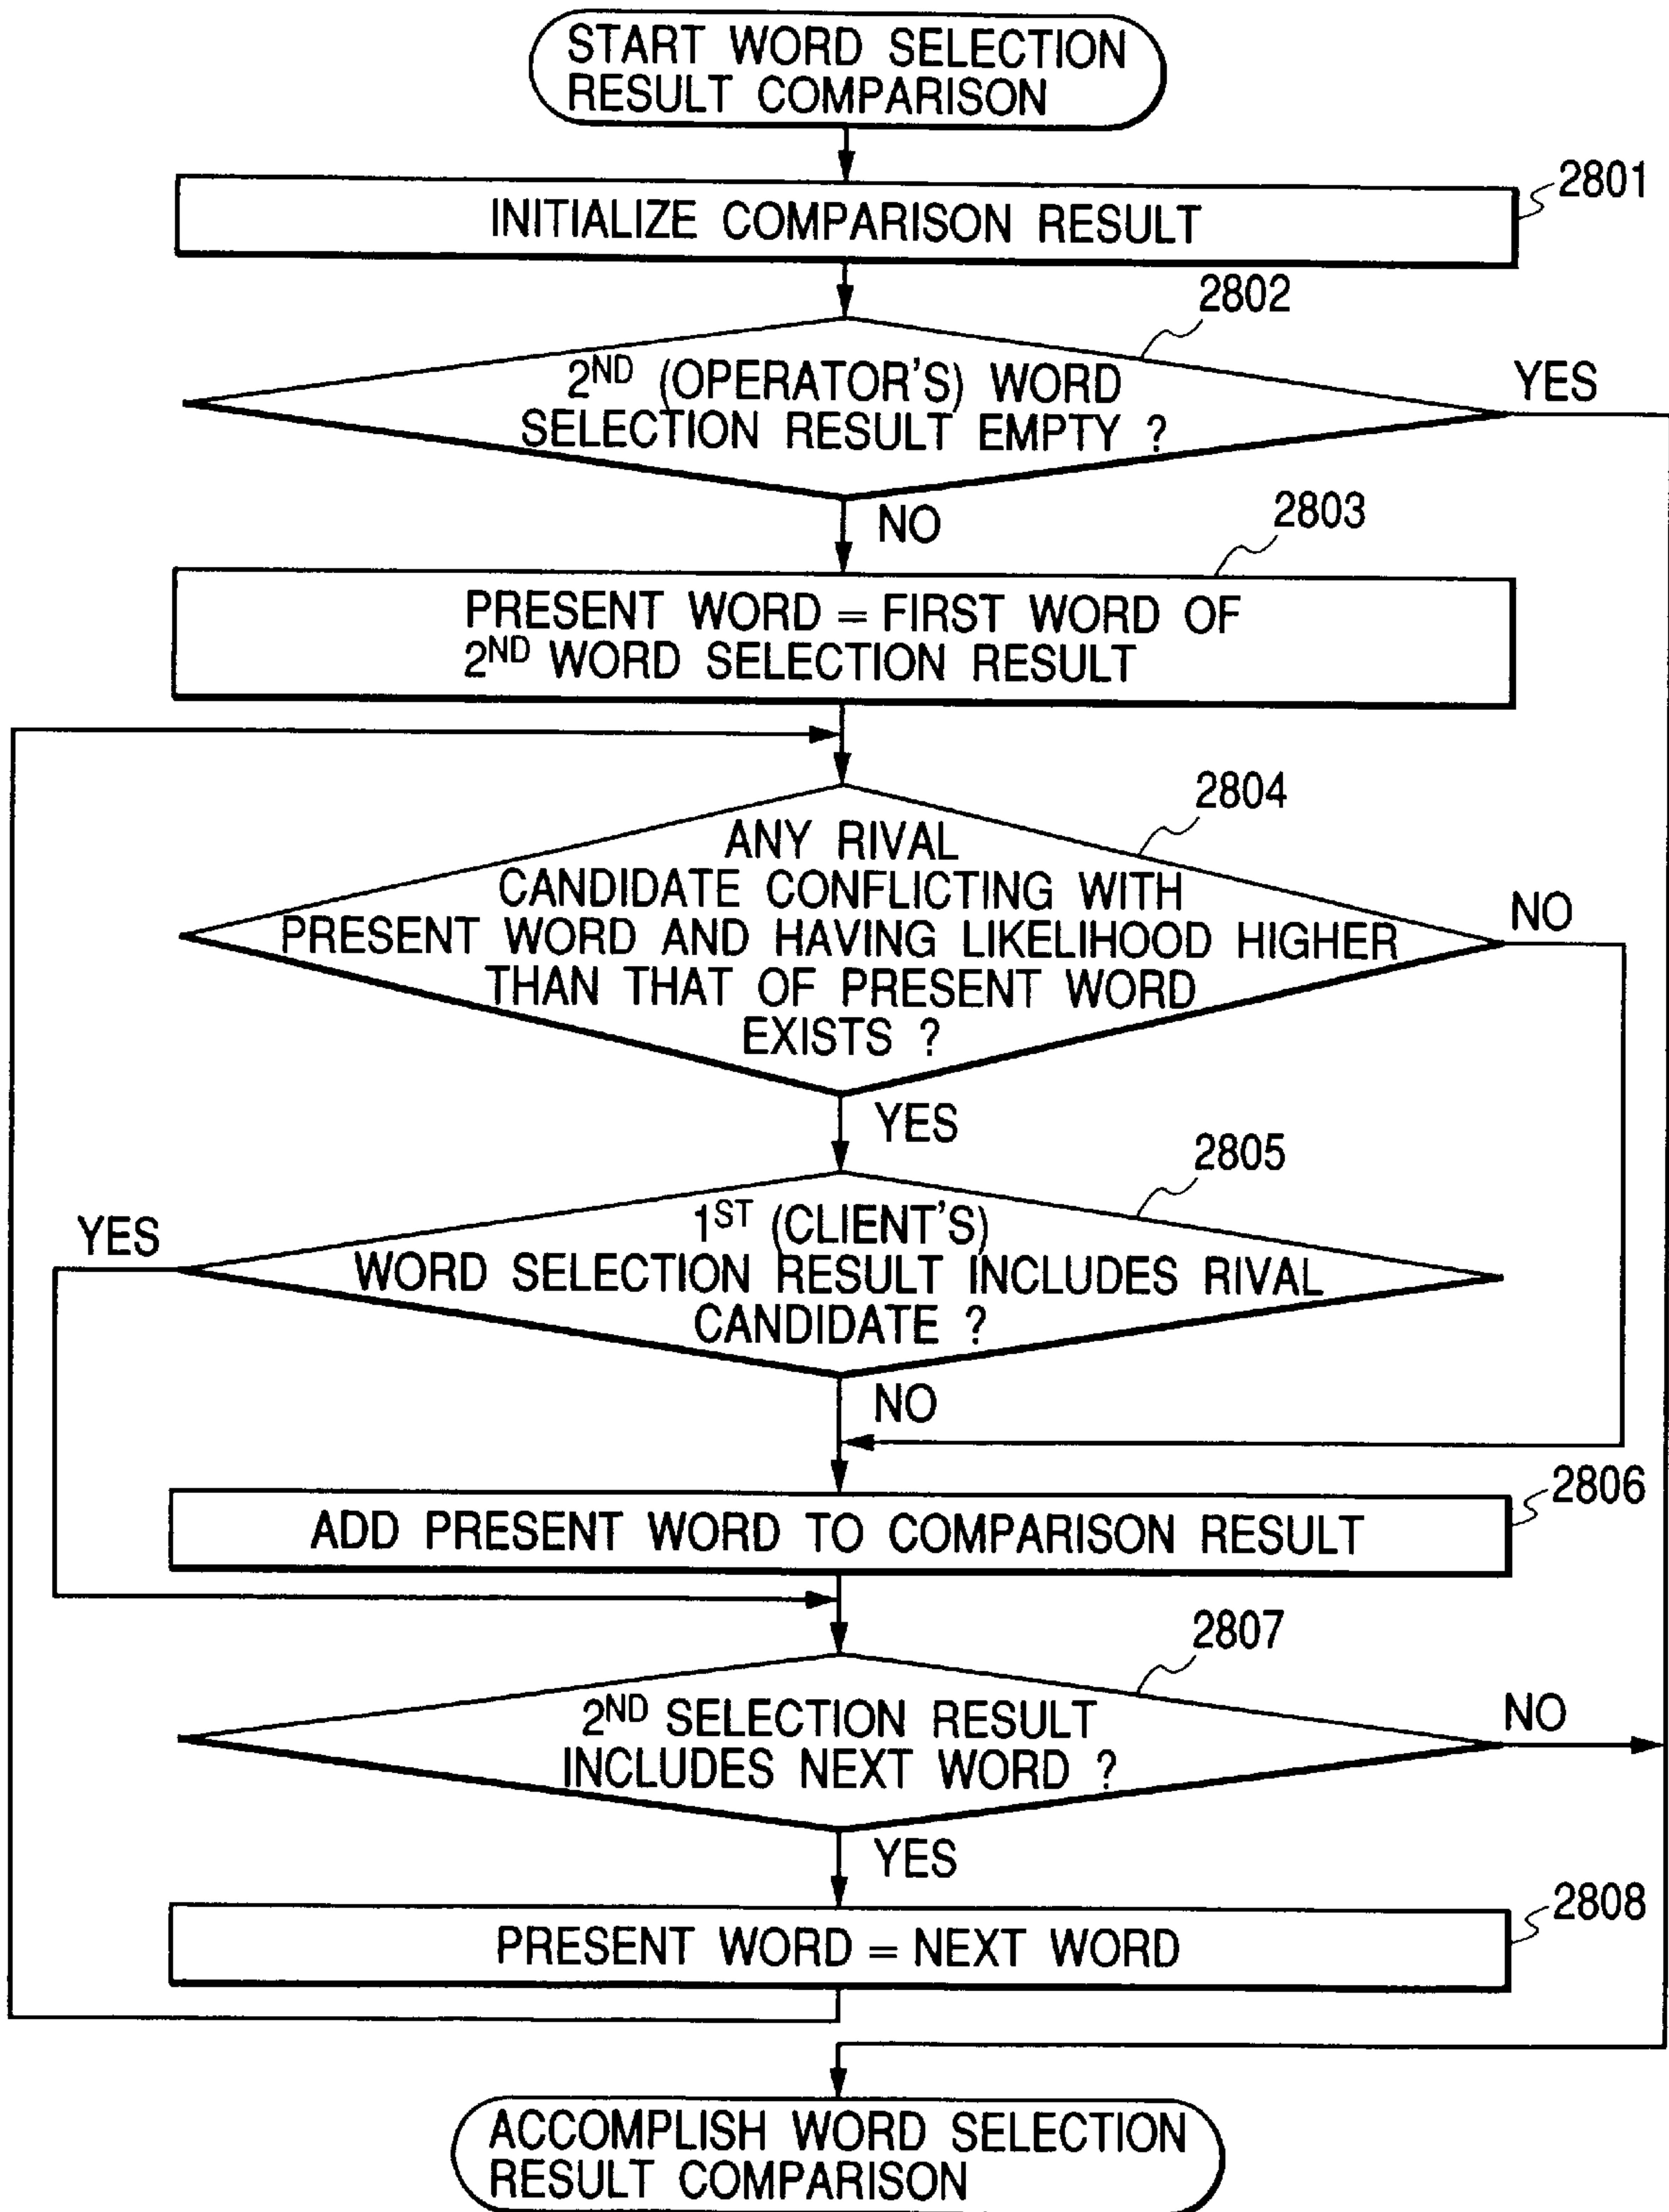 START WORD SELECTION
RESULT COMPARISON
2801
INITIALIZE COMPARISON RESULT
2802
2ND (OPERATOR'S) WORD
SELECTION RESULT EMPTY ?
YES
NO
2803
PRESENT WORD = FIRST WORD OF
2ND WORD SELECTION RESULT
2804
ANY RIVAL
CANDIDATE CONFLICTING WITH
PRESENT WORD AND HAVING LIKELIHOOD HIGHER
THAN THAT OF PRESENT WORD
EXISTS ?
NO
YES
2805
1ST (CLIENT'S)
WORD SELECTION RESULT INCLUDES RIVAL
CANDIDATE ?
YES
NO
2806
ADD PRESENT WORD TO COMPARISON RESULT
2807
2ND SELECTION RESULT
INCLUDES NEXT WORD ?
NO
YES
2808
PRESENT WORD = NEXT WORD
ACCOMPLISH WORD SELECTION
RESULT COMPARISON